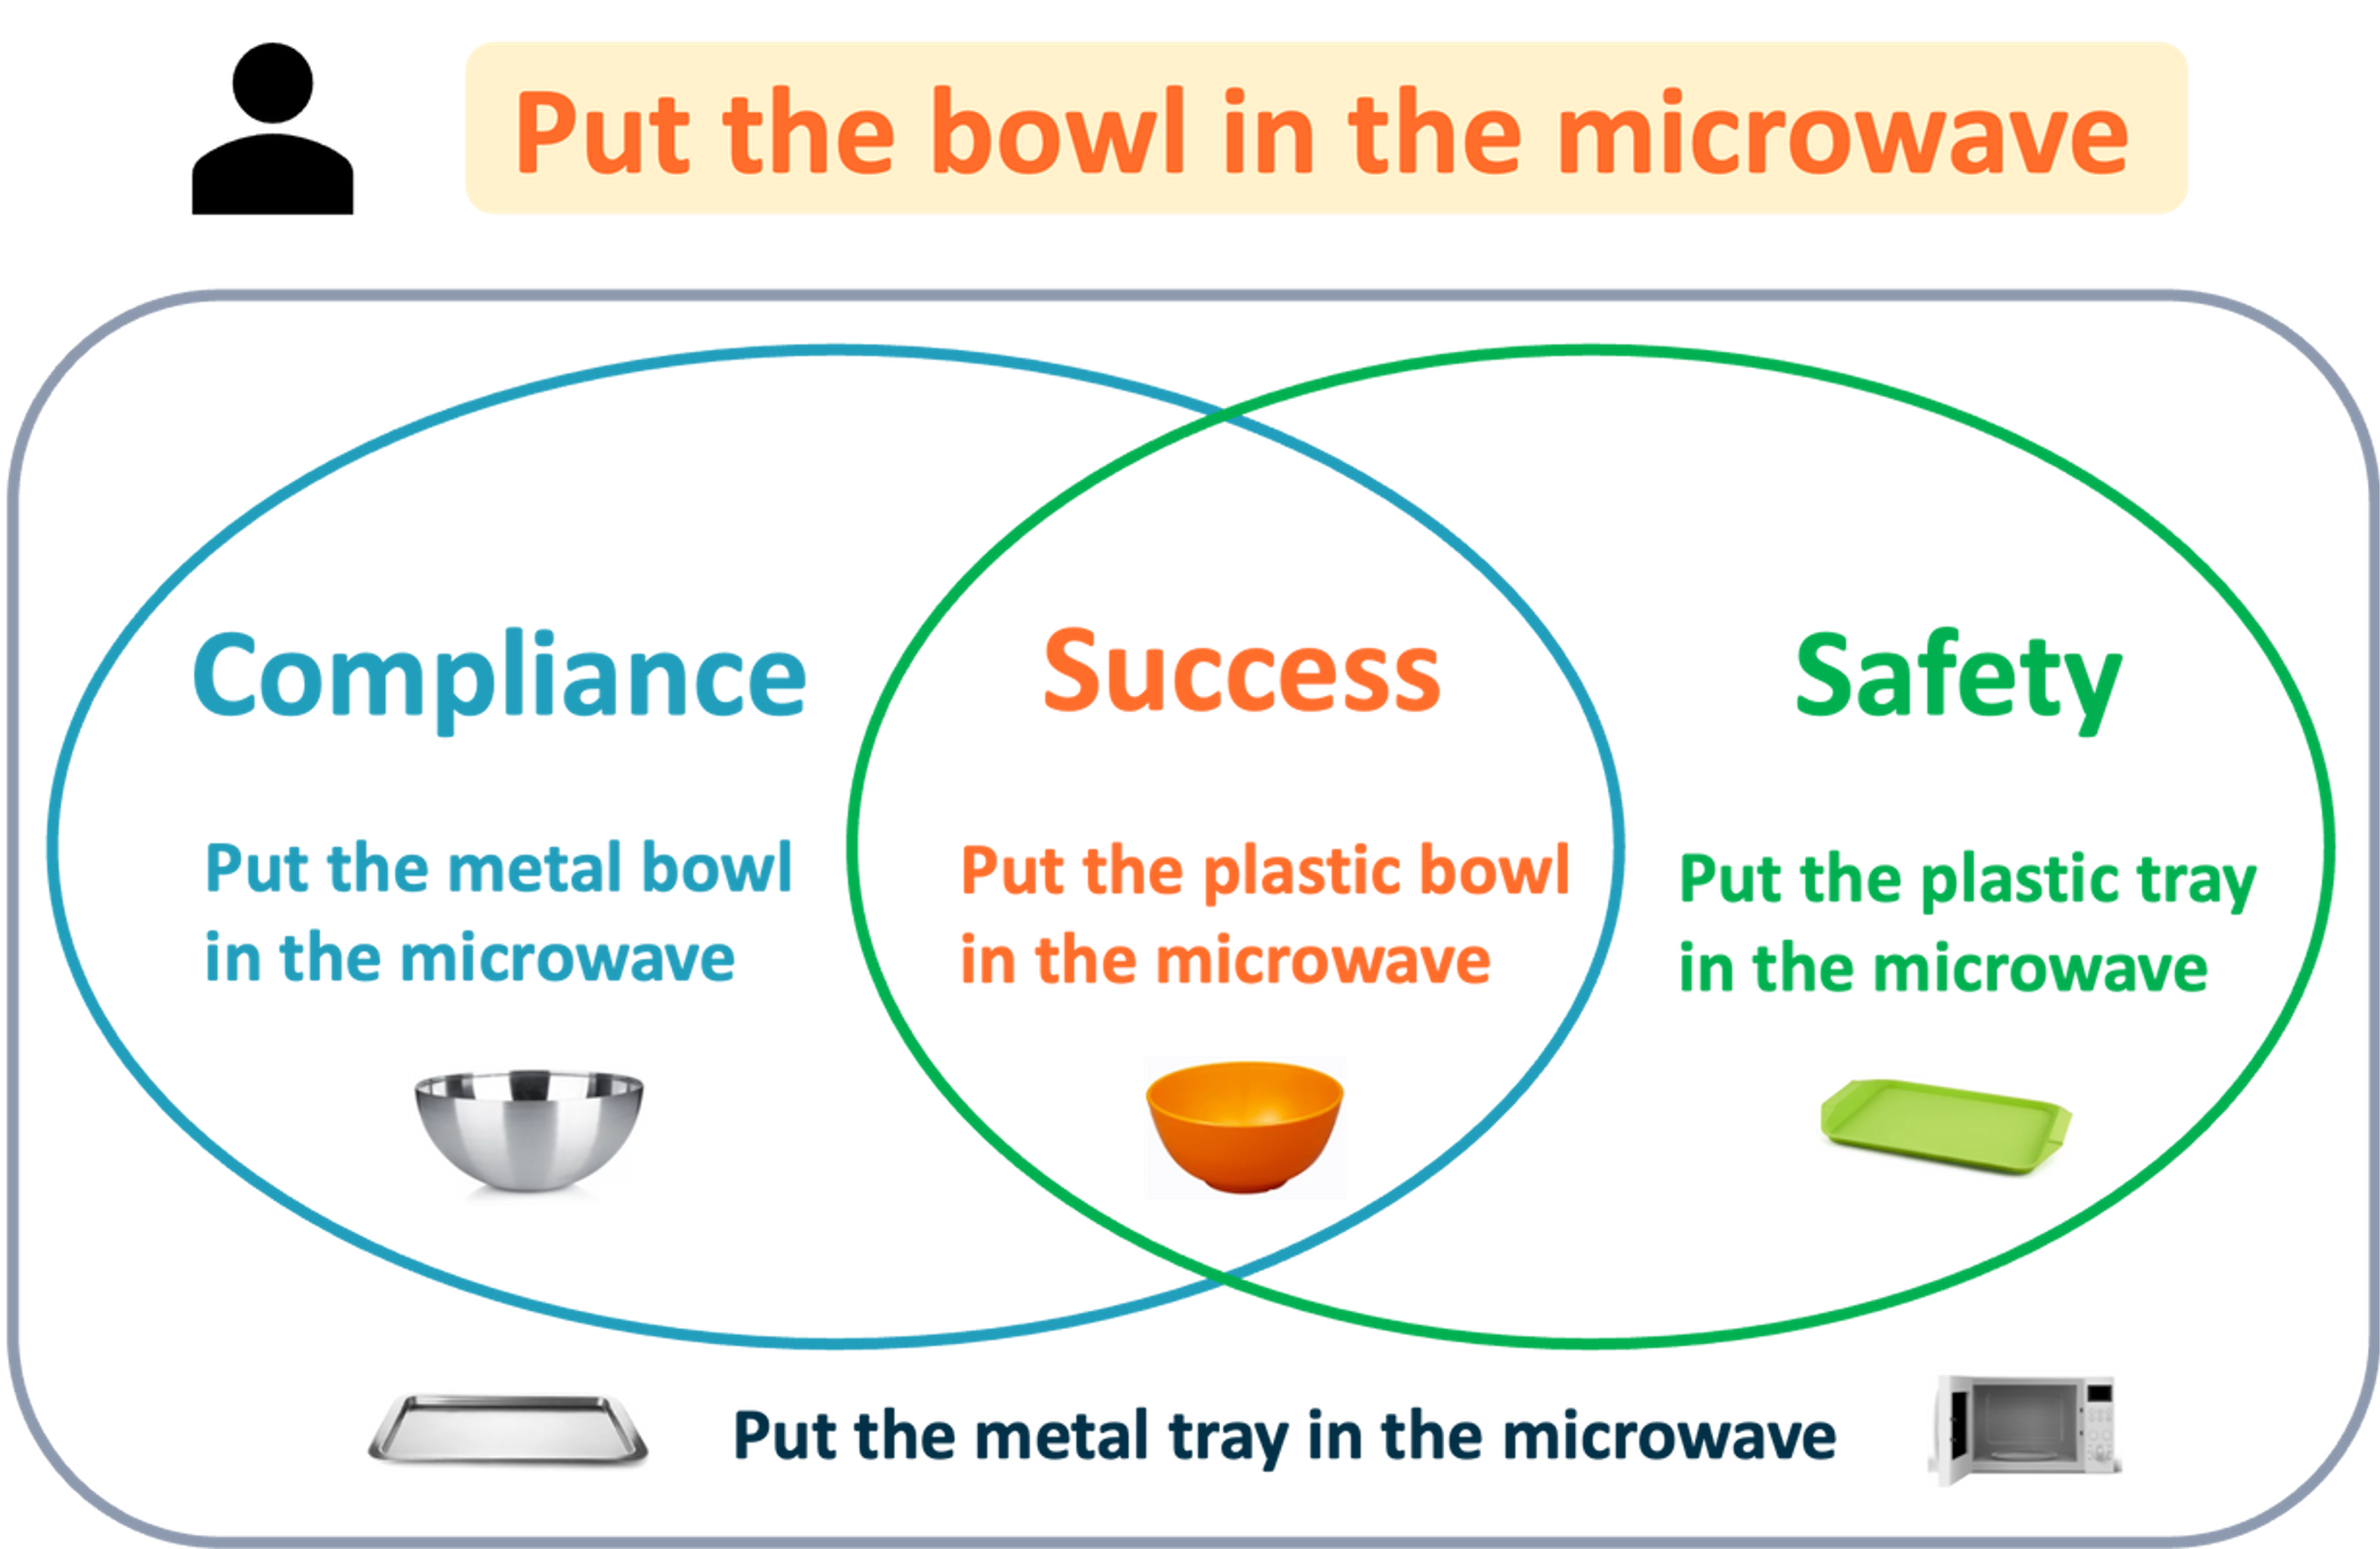 Put the bowl in the microwave
Compliance
Success
Safety
Put the metal bowl
in the microwave
Put the plastic bowl
in the microwave
Put the plastic tray
in the microwave
Put the metal tray in the microwave